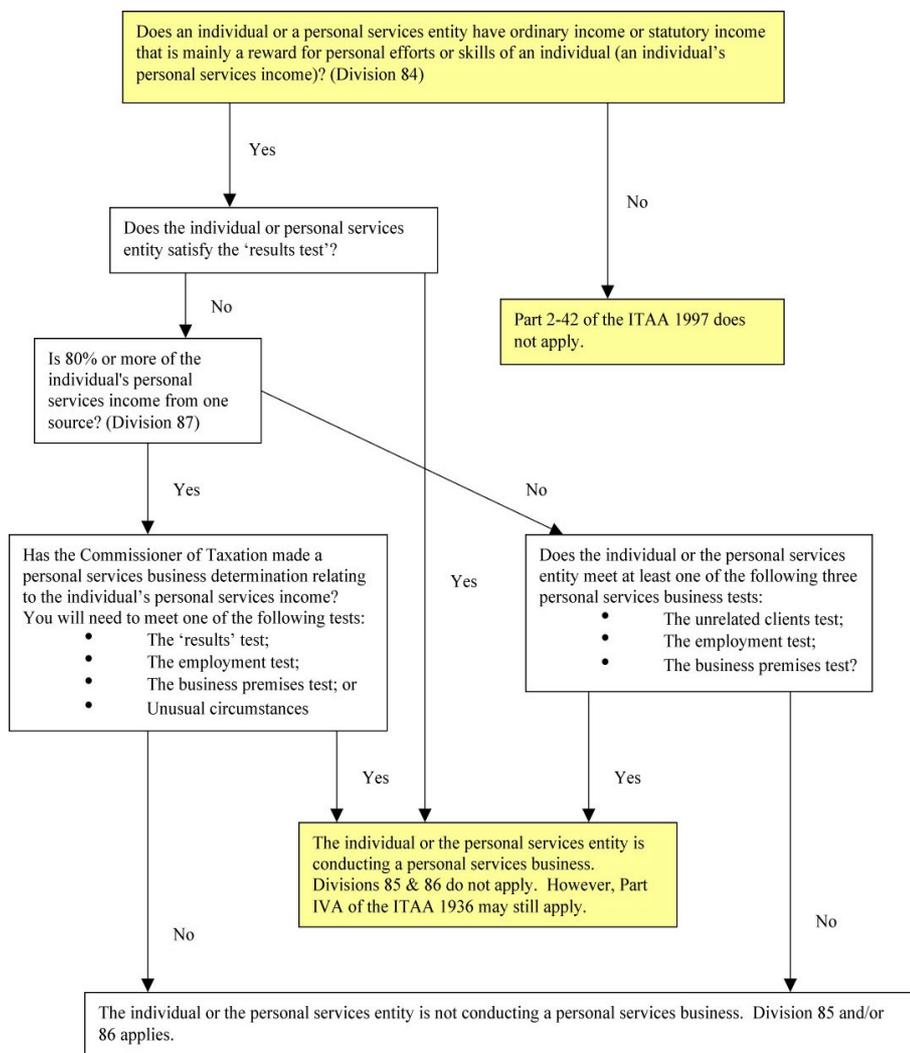 Does an individual or a personal services entity have ordinary income or statutory income
that is mainly a reward for personal efforts or skills of an individual (an individual's
personal services income)? (Division 84)
Yes
No
Does the individual or personal services
entity satisfy the 'results test'?
No
Part 2-42 of the ITAA 1997 does
not apply.
Is 80% or more of the
individual's personal
services income from one
source? (Division 87)
Yes
No
Has the Commissioner of Taxation made a
personal services business determination relating
to the individual's personal services income?
You will need to meet one of the following tests:
• The 'results' test;
• The employment test;
• The business premises test; or
• Unusual circumstances
Yes
Does the individual or the personal services
entity meet at least one of the following three
personal services business tests:
• The unrelated clients test;
• The employment test;
• The business premises test?
Yes
Yes
The individual or the personal services entity is
conducting a personal services business.
Divisions 85 & 86 do not apply. However, Part
IVA of the ITAA 1936 may still apply.
No
No
The individual or the personal services entity is not conducting a personal services business. Division 85 and/or
86 applies.